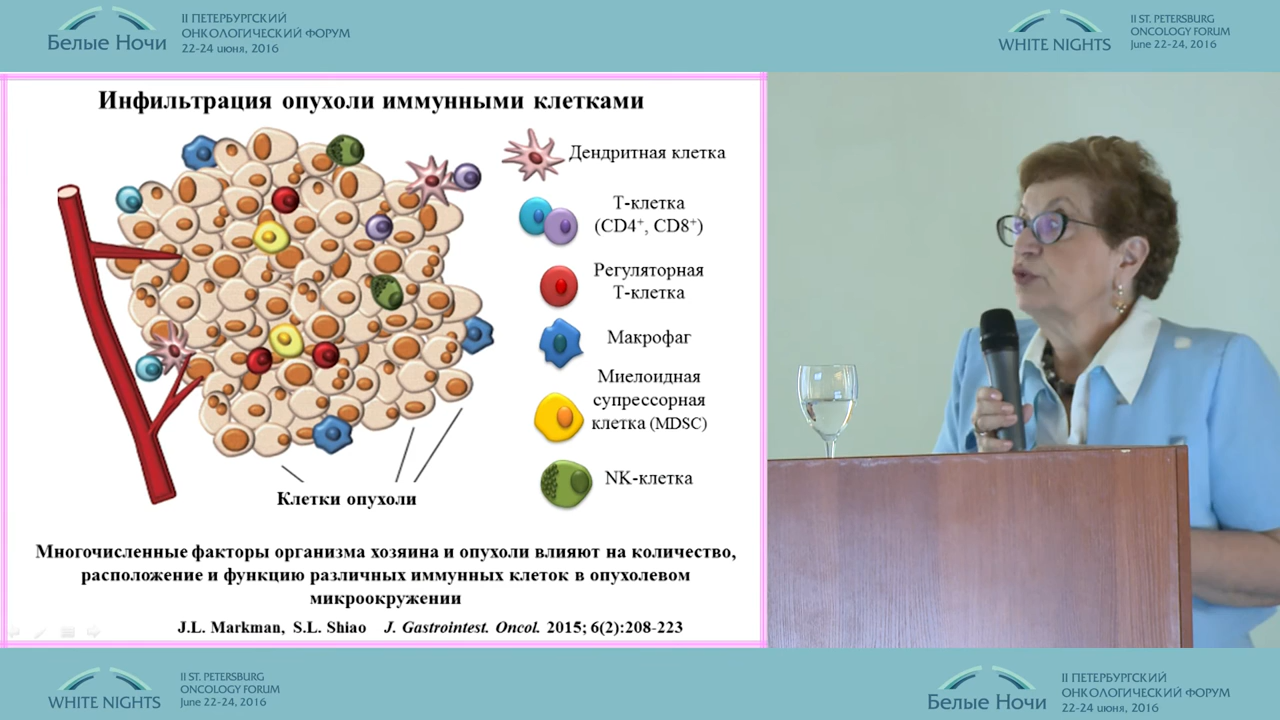 Белые Ночи
II ПЕТЕРБУРГСКИЙ
ОНКОЛОГИЧЕСКИЙ ФОРУМ
22-24 июня, 2016
WHITE NIGHTS
II ST. PETERSBURG
ONCOLOGY FORUM
June 22-24, 2016
Инфильтрация опухоли иммунными клетками
Дендритная клетка
Т-клетка
(CD4⁺, CD8⁺)
Регуляторная
Т-клетка
Макрофаг
Миелоидная
супрессорная
клетка (MDSC)
NK-клетка
Клетки опухоли
Многочисленные факторы организма хозяина и опухоли влияют на количество,
расположение и функцию различных иммунных клеток в опухолевом
микроокружении
J.L. Markman, S.L. Shiao J. Gastrointest. Oncol. 2015; 6(2):208-223
WHITE NIGHTS
II ST. PETERSBURG
ONCOLOGY FORUM
June 22-24, 2016
Белые Ночи
II ПЕТЕРБУРГСКИЙ
ОНКОЛОГИЧЕСКИЙ ФОРУМ
22-24 июня, 2016